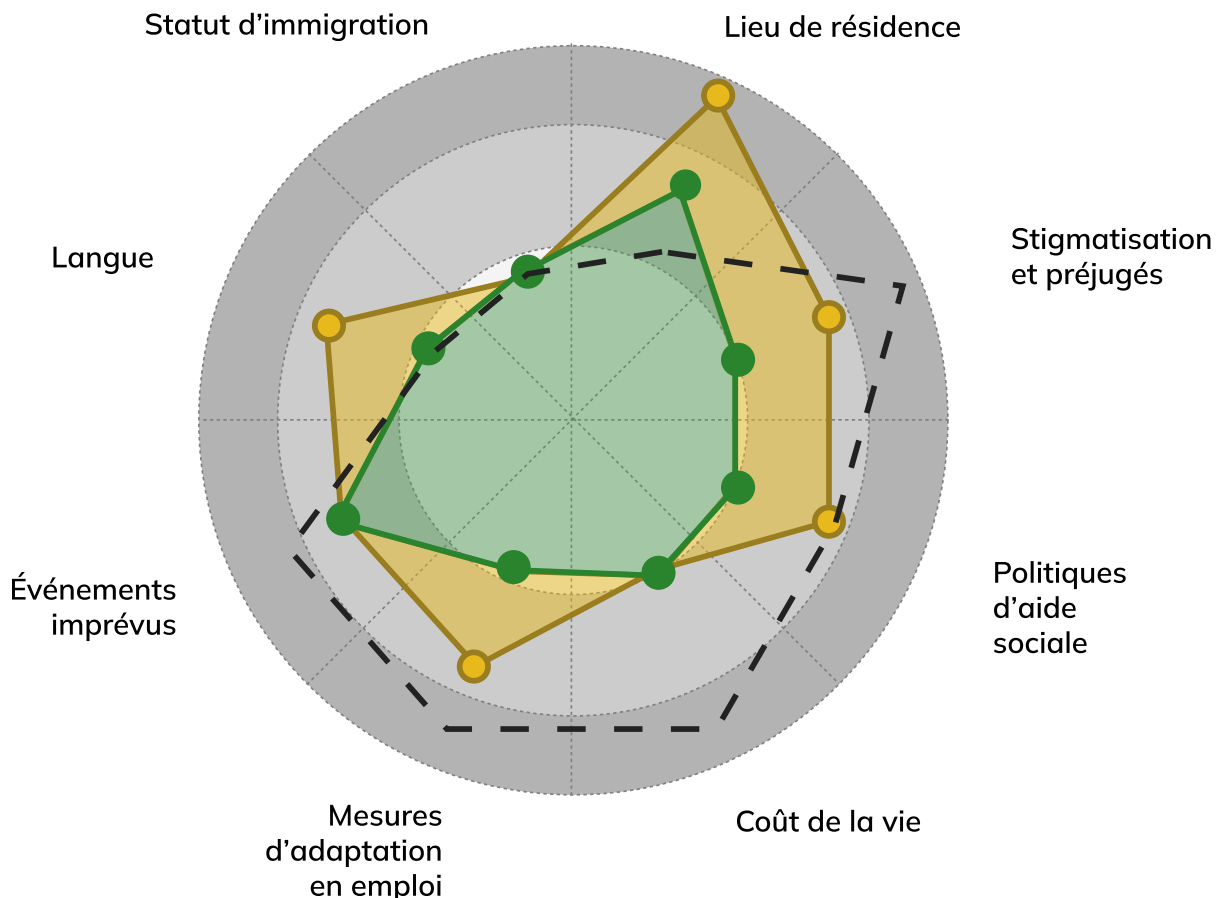 Statut d’immigration
Lieu de résidence
Stigmatisation
et préjugés
Langue
Politiques
d’aide
sociale
Événements
imprévus
Mesures
d’adaptation
en emploi
Coût de la vie